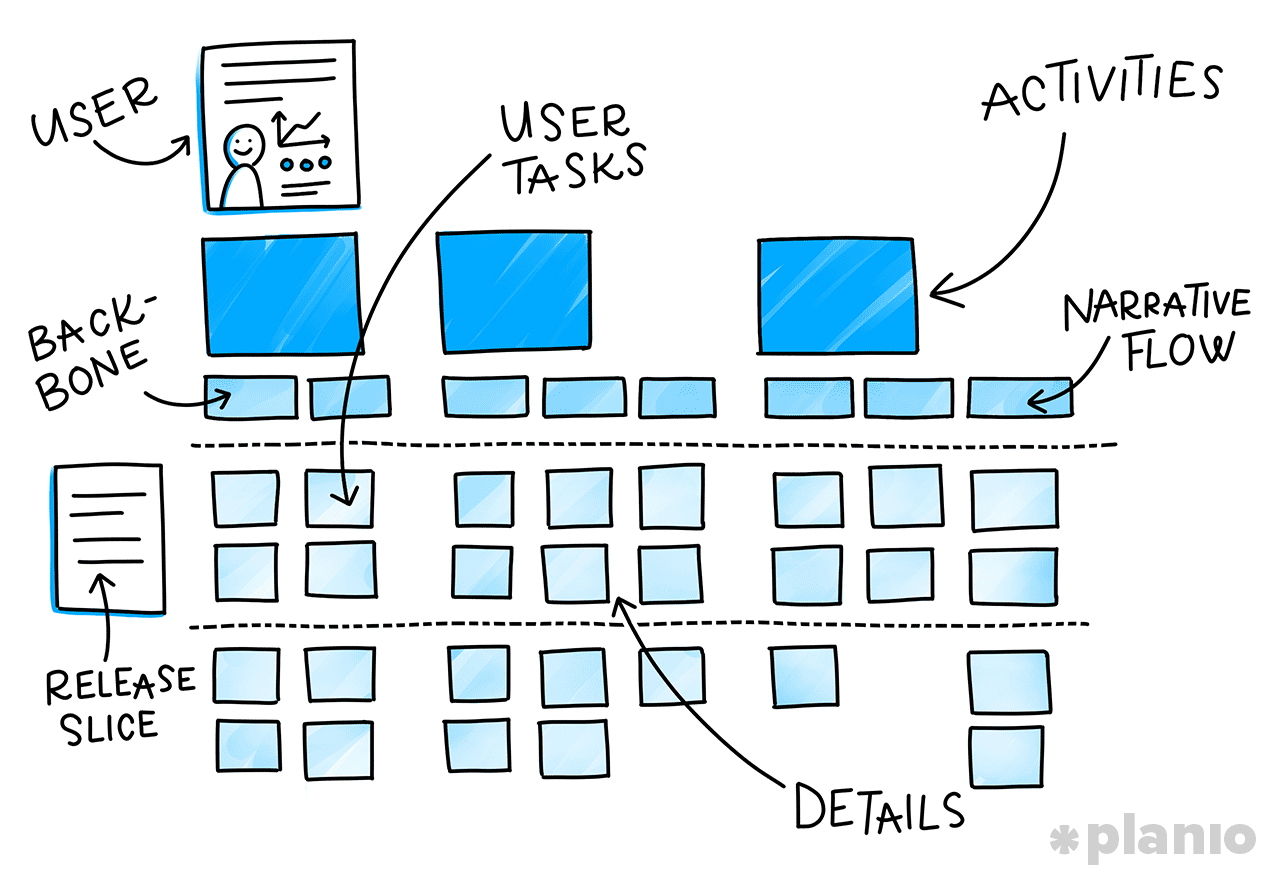 USER
USER
TASKS
ACTIVITIES
BACK-
BONE
NARRATIVE
FLOW
RELEASE
SLICE
DETAILS
planio